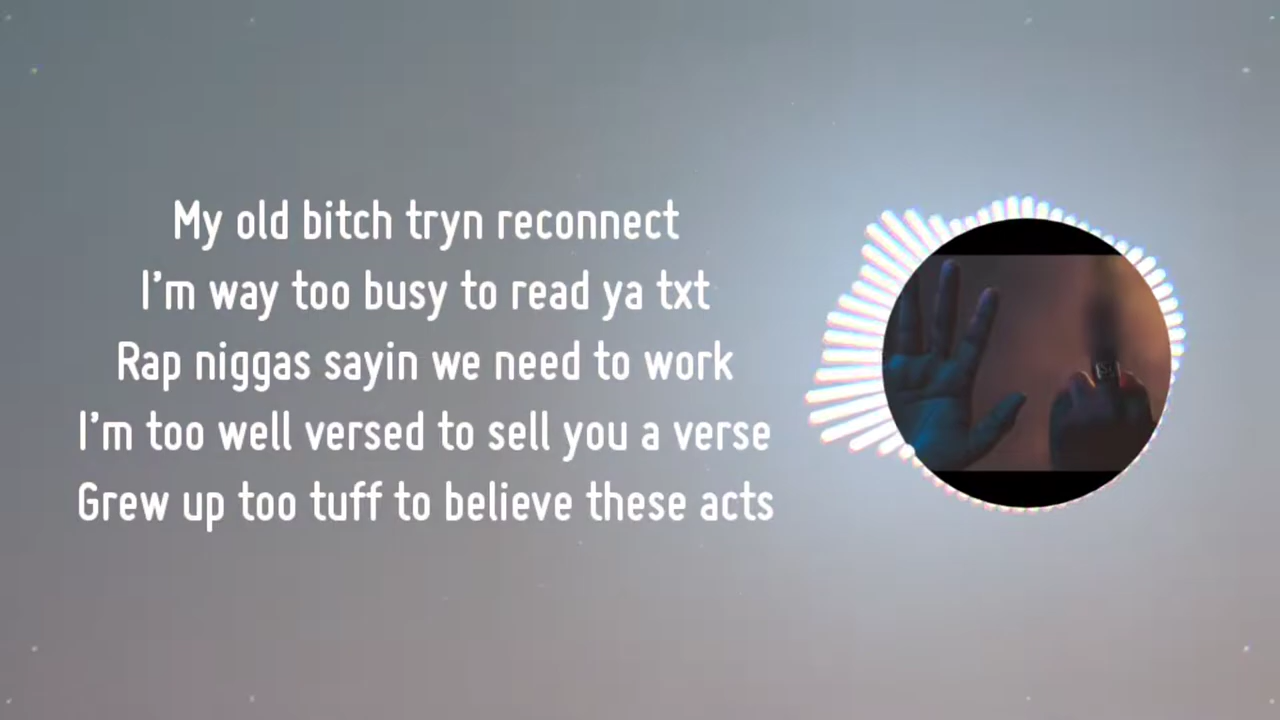 My old bitch tryn reconnect
I'm way too busy to read ya txt
Rap niggas sayin we need to work
I'm too well versed to sell you a verse
Grew up too tuff to believe these acts